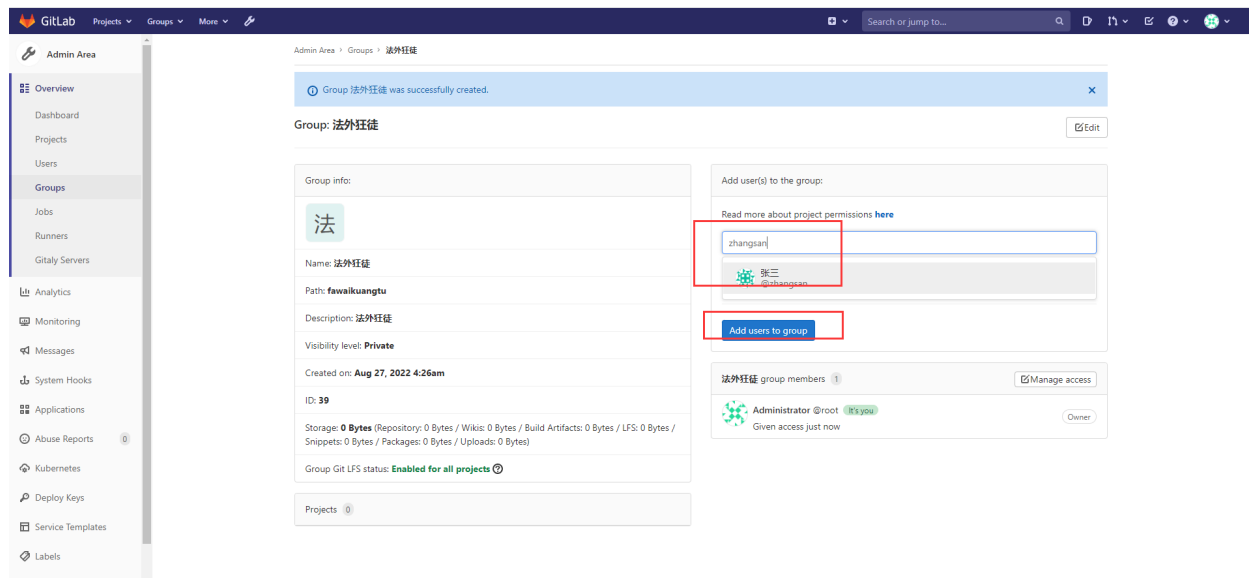 GitLab Projects Groups More Search or jump to...
Admin Area
Overview
Dashboard
Projects
Users
Groups
Jobs
Runners
Gitaly Servers
Analytics
Monitoring
Messages
System Hooks
Applications
Abuse Reports 0
Kubernetes
Deploy Keys
Service Templates
Labels
Admin Area › Groups › 法外狂徒
Group 法外狂徒 was successfully created.
Group: 法外狂徒
Edit
Group info:
法
Name: 法外狂徒
Path: fawaikuangtu
Description: 法外狂徒
Visibility level: Private
Created on: Aug 27, 2022 4:26am
ID: 39
Storage: 0 Bytes (Repository: 0 Bytes / Wikis: 0 Bytes / Build Artifacts: 0 Bytes / LFS: 0 Bytes /
Snippets: 0 Bytes / Packages: 0 Bytes / Uploads: 0 Bytes)
Group Git LFS status: Enabled for all projects
Projects 0
Add user(s) to the group:
Read more about project permissions here
zhangsan
张三
@zhangsan
Add users to group
法外狂徒 group members 1
Manage access
Administrator @root It's you
Given access just now
Owner